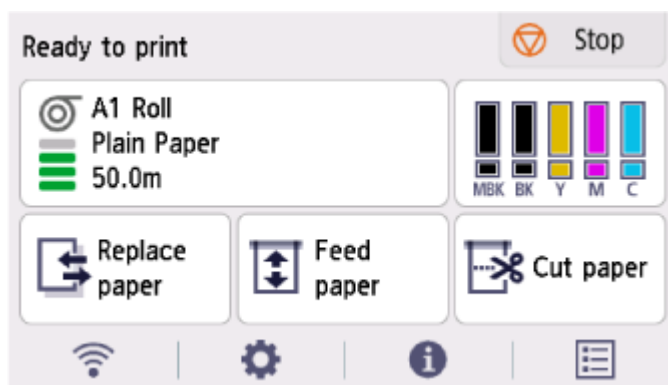 Ready to print
Stop
A1 Roll
Plain Paper
50.0m
MBK BK Y M C
Replace
paper
Feed
paper
Cut paper